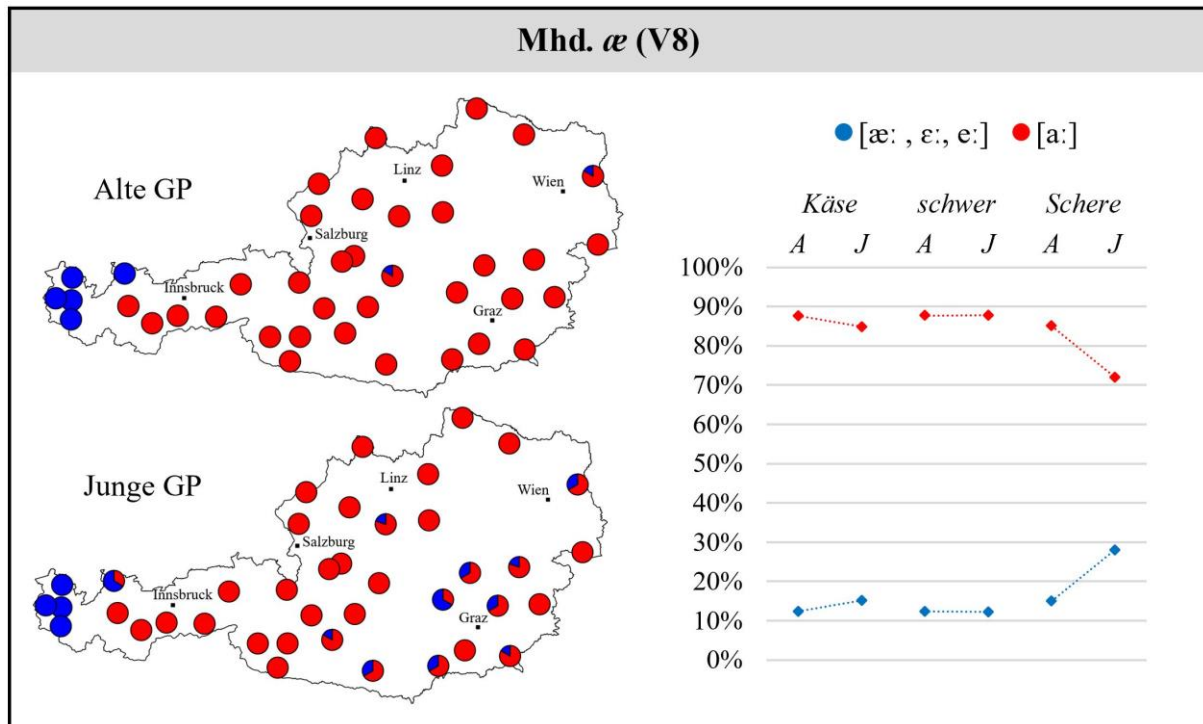 Mhd. æ (V8)
Alte GP
Linz
Wien
Salzburg
Innsbruck
Graz
Junge GP
Linz
Wien
Salzburg
Innsbruck
Graz
[æː , ɛː, eː] [aː]
Käse schwer Schere
A J A J A J
100%
90%
80%
70%
60%
50%
40%
30%
20%
10%
0%